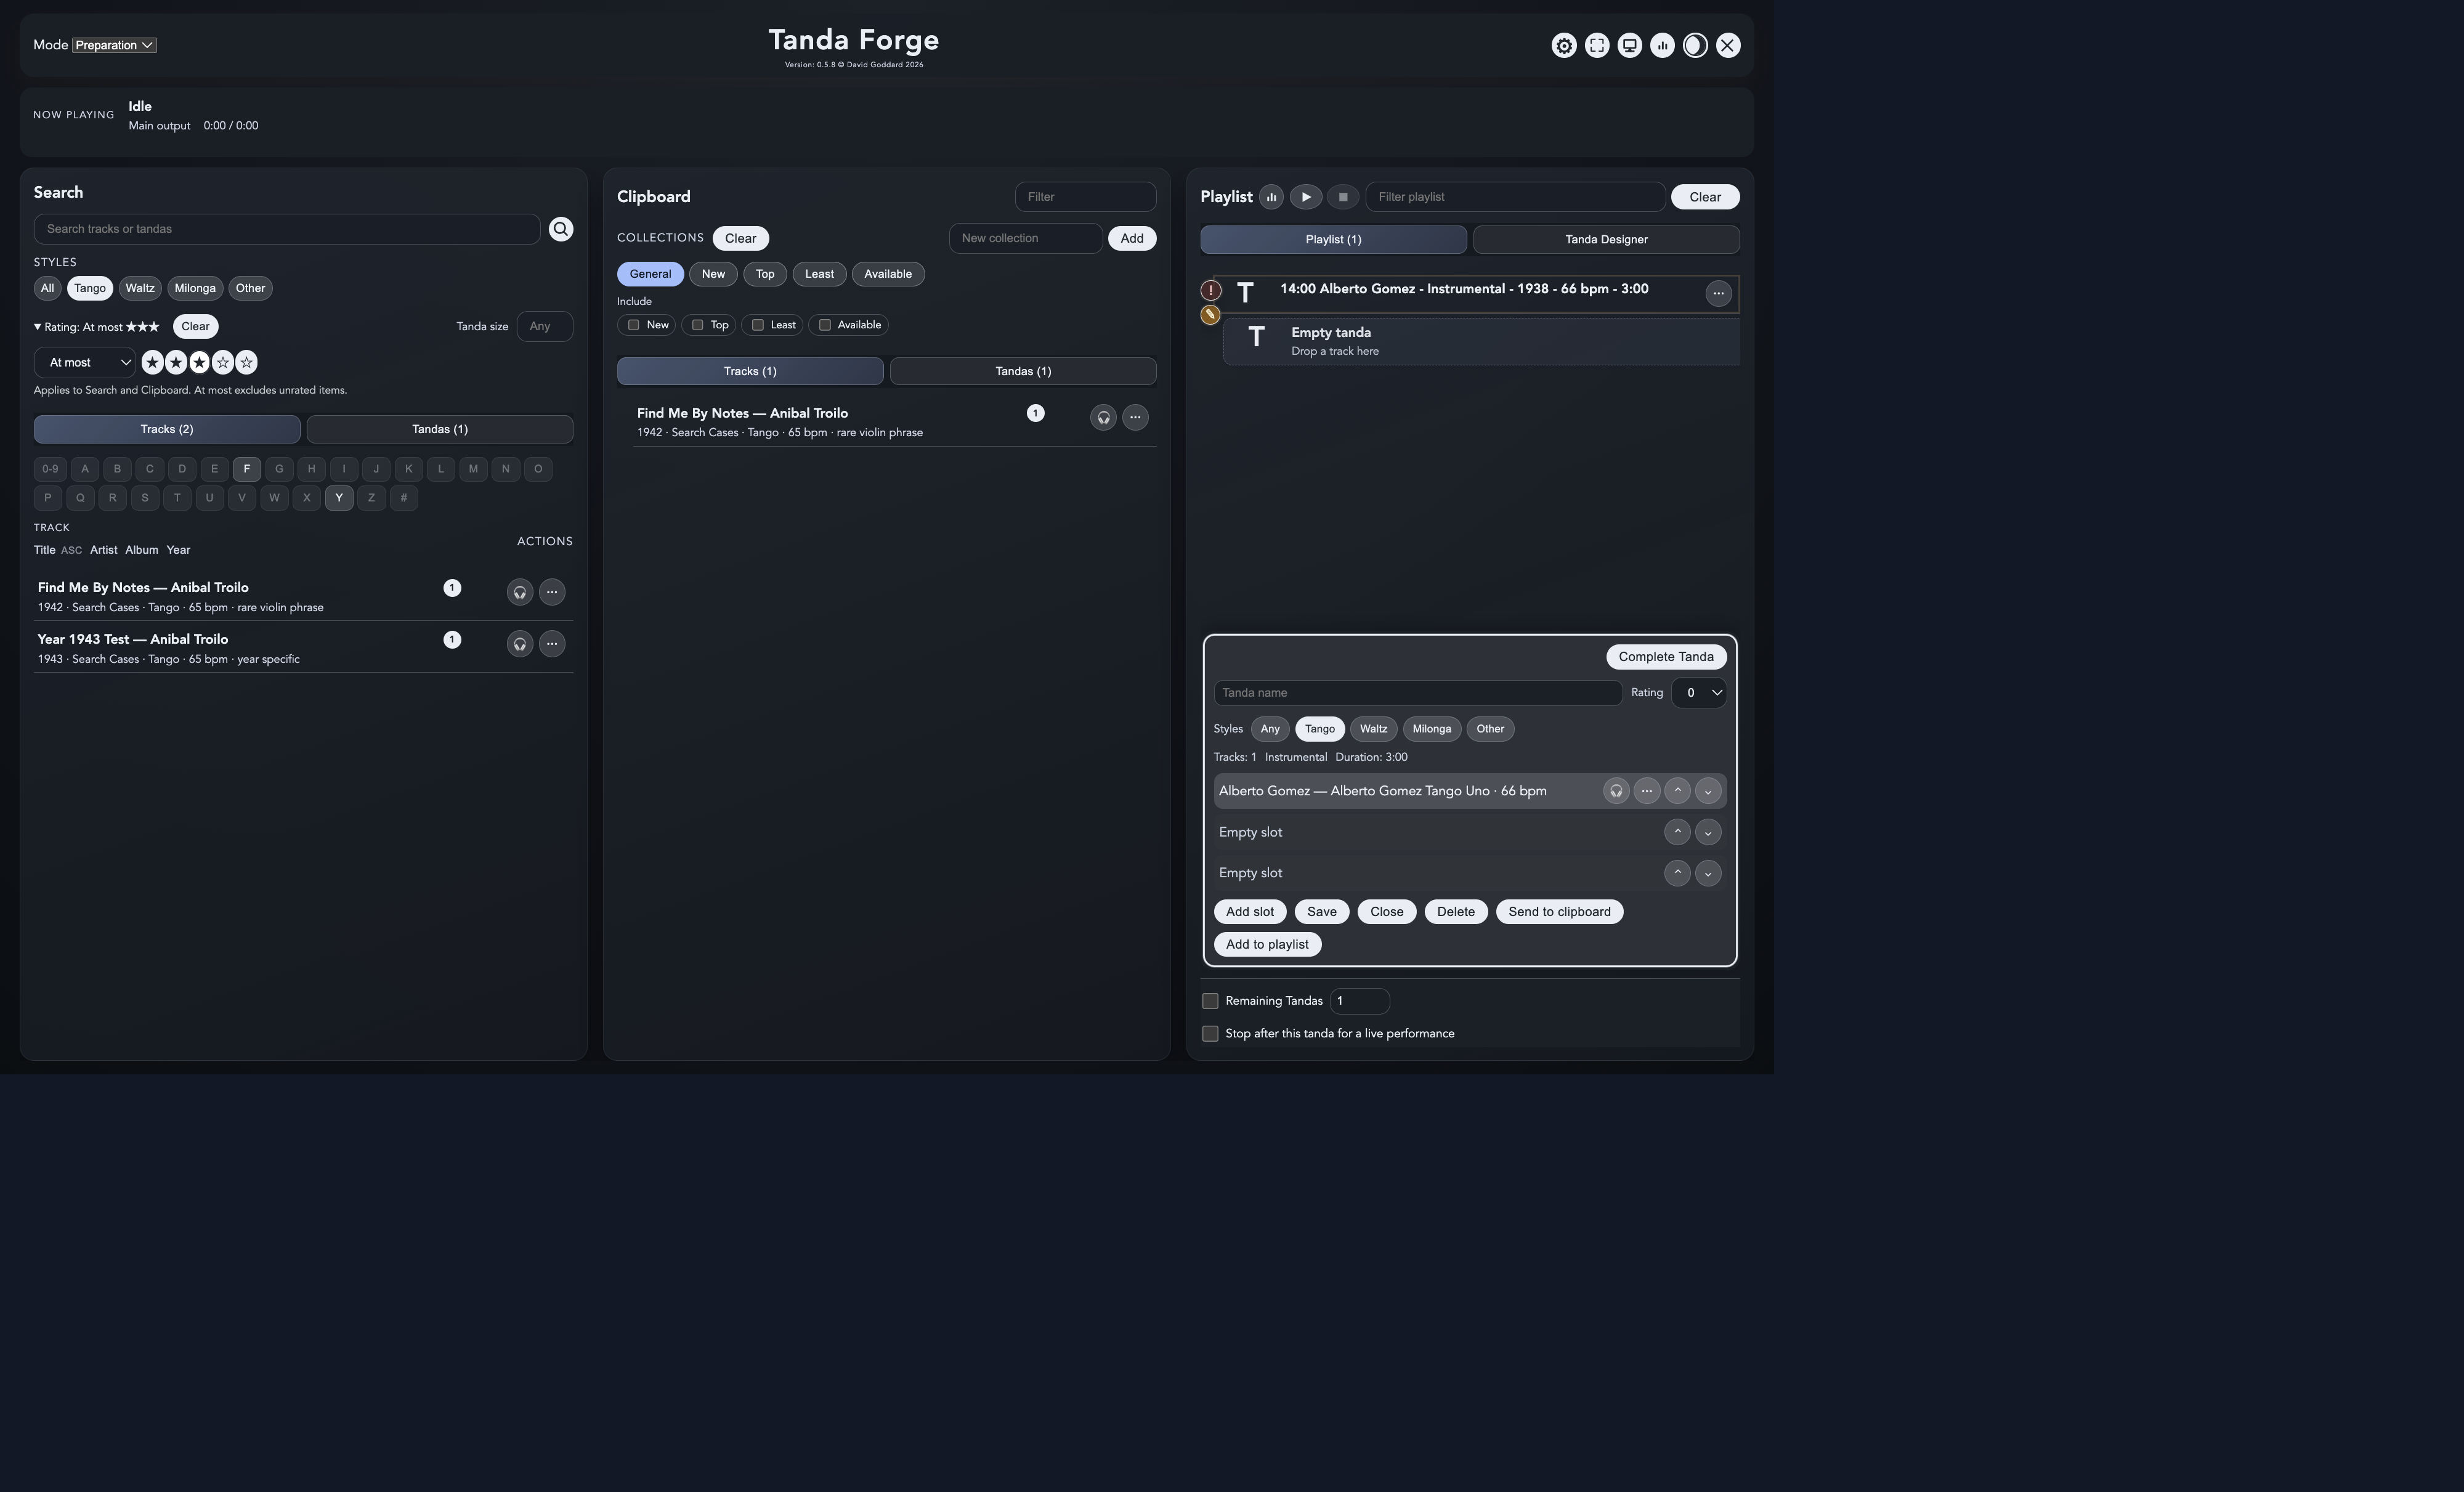 Mode Preparation
Tanda Forge
Version: 0.5.8 © David Goddard 2026
NOW PLAYING
Idle
Main output 0:00 / 0:00
Search
Search tracks or tandas
STYLES
All Tango Waltz Milonga Other
▼ Rating: At most ★★★ Clear Tanda size Any
At most ★ ★ ★ ☆ ☆
Applies to Search and Clipboard. At most excludes unrated items.
Tracks (2) Tandas (1)
0-9 A B C D E F G H I J K L M N O
P Q R S T U V W X Y Z #
TRACK
ACTIONS
Title ASC Artist Album Year
Find Me By Notes — Anibal Troilo 1
1942 · Search Cases · Tango · 65 bpm · rare violin phrase
Year 1943 Test — Anibal Troilo 1
1943 · Search Cases · Tango · 65 bpm · year specific
Clipboard Filter
COLLECTIONS Clear New collection Add
General New Top Least Available
Include
New Top Least Available
Tracks (1) Tandas (1)
Find Me By Notes — Anibal Troilo 1
1942 · Search Cases · Tango · 65 bpm · rare violin phrase
Playlist Filter playlist Clear
Playlist (1) Tanda Designer
! T 14:00 Alberto Gomez - Instrumental - 1938 - 66 bpm - 3:00
T Empty tanda
Drop a track here
Complete Tanda
Tanda name Rating 0
Styles Any Tango Waltz Milonga Other
Tracks: 1 Instrumental Duration: 3:00
Alberto Gomez — Alberto Gomez Tango Uno · 66 bpm
Empty slot
Empty slot
Add slot Save Close Delete Send to clipboard
Add to playlist
Remaining Tandas 1
Stop after this tanda for a live performance